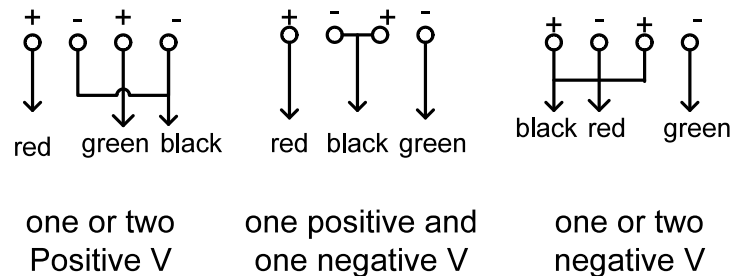 + - + - + - + - + - + -
red green black red black green black red green
one or two one positive and one or two
Positive V one negative V negative V